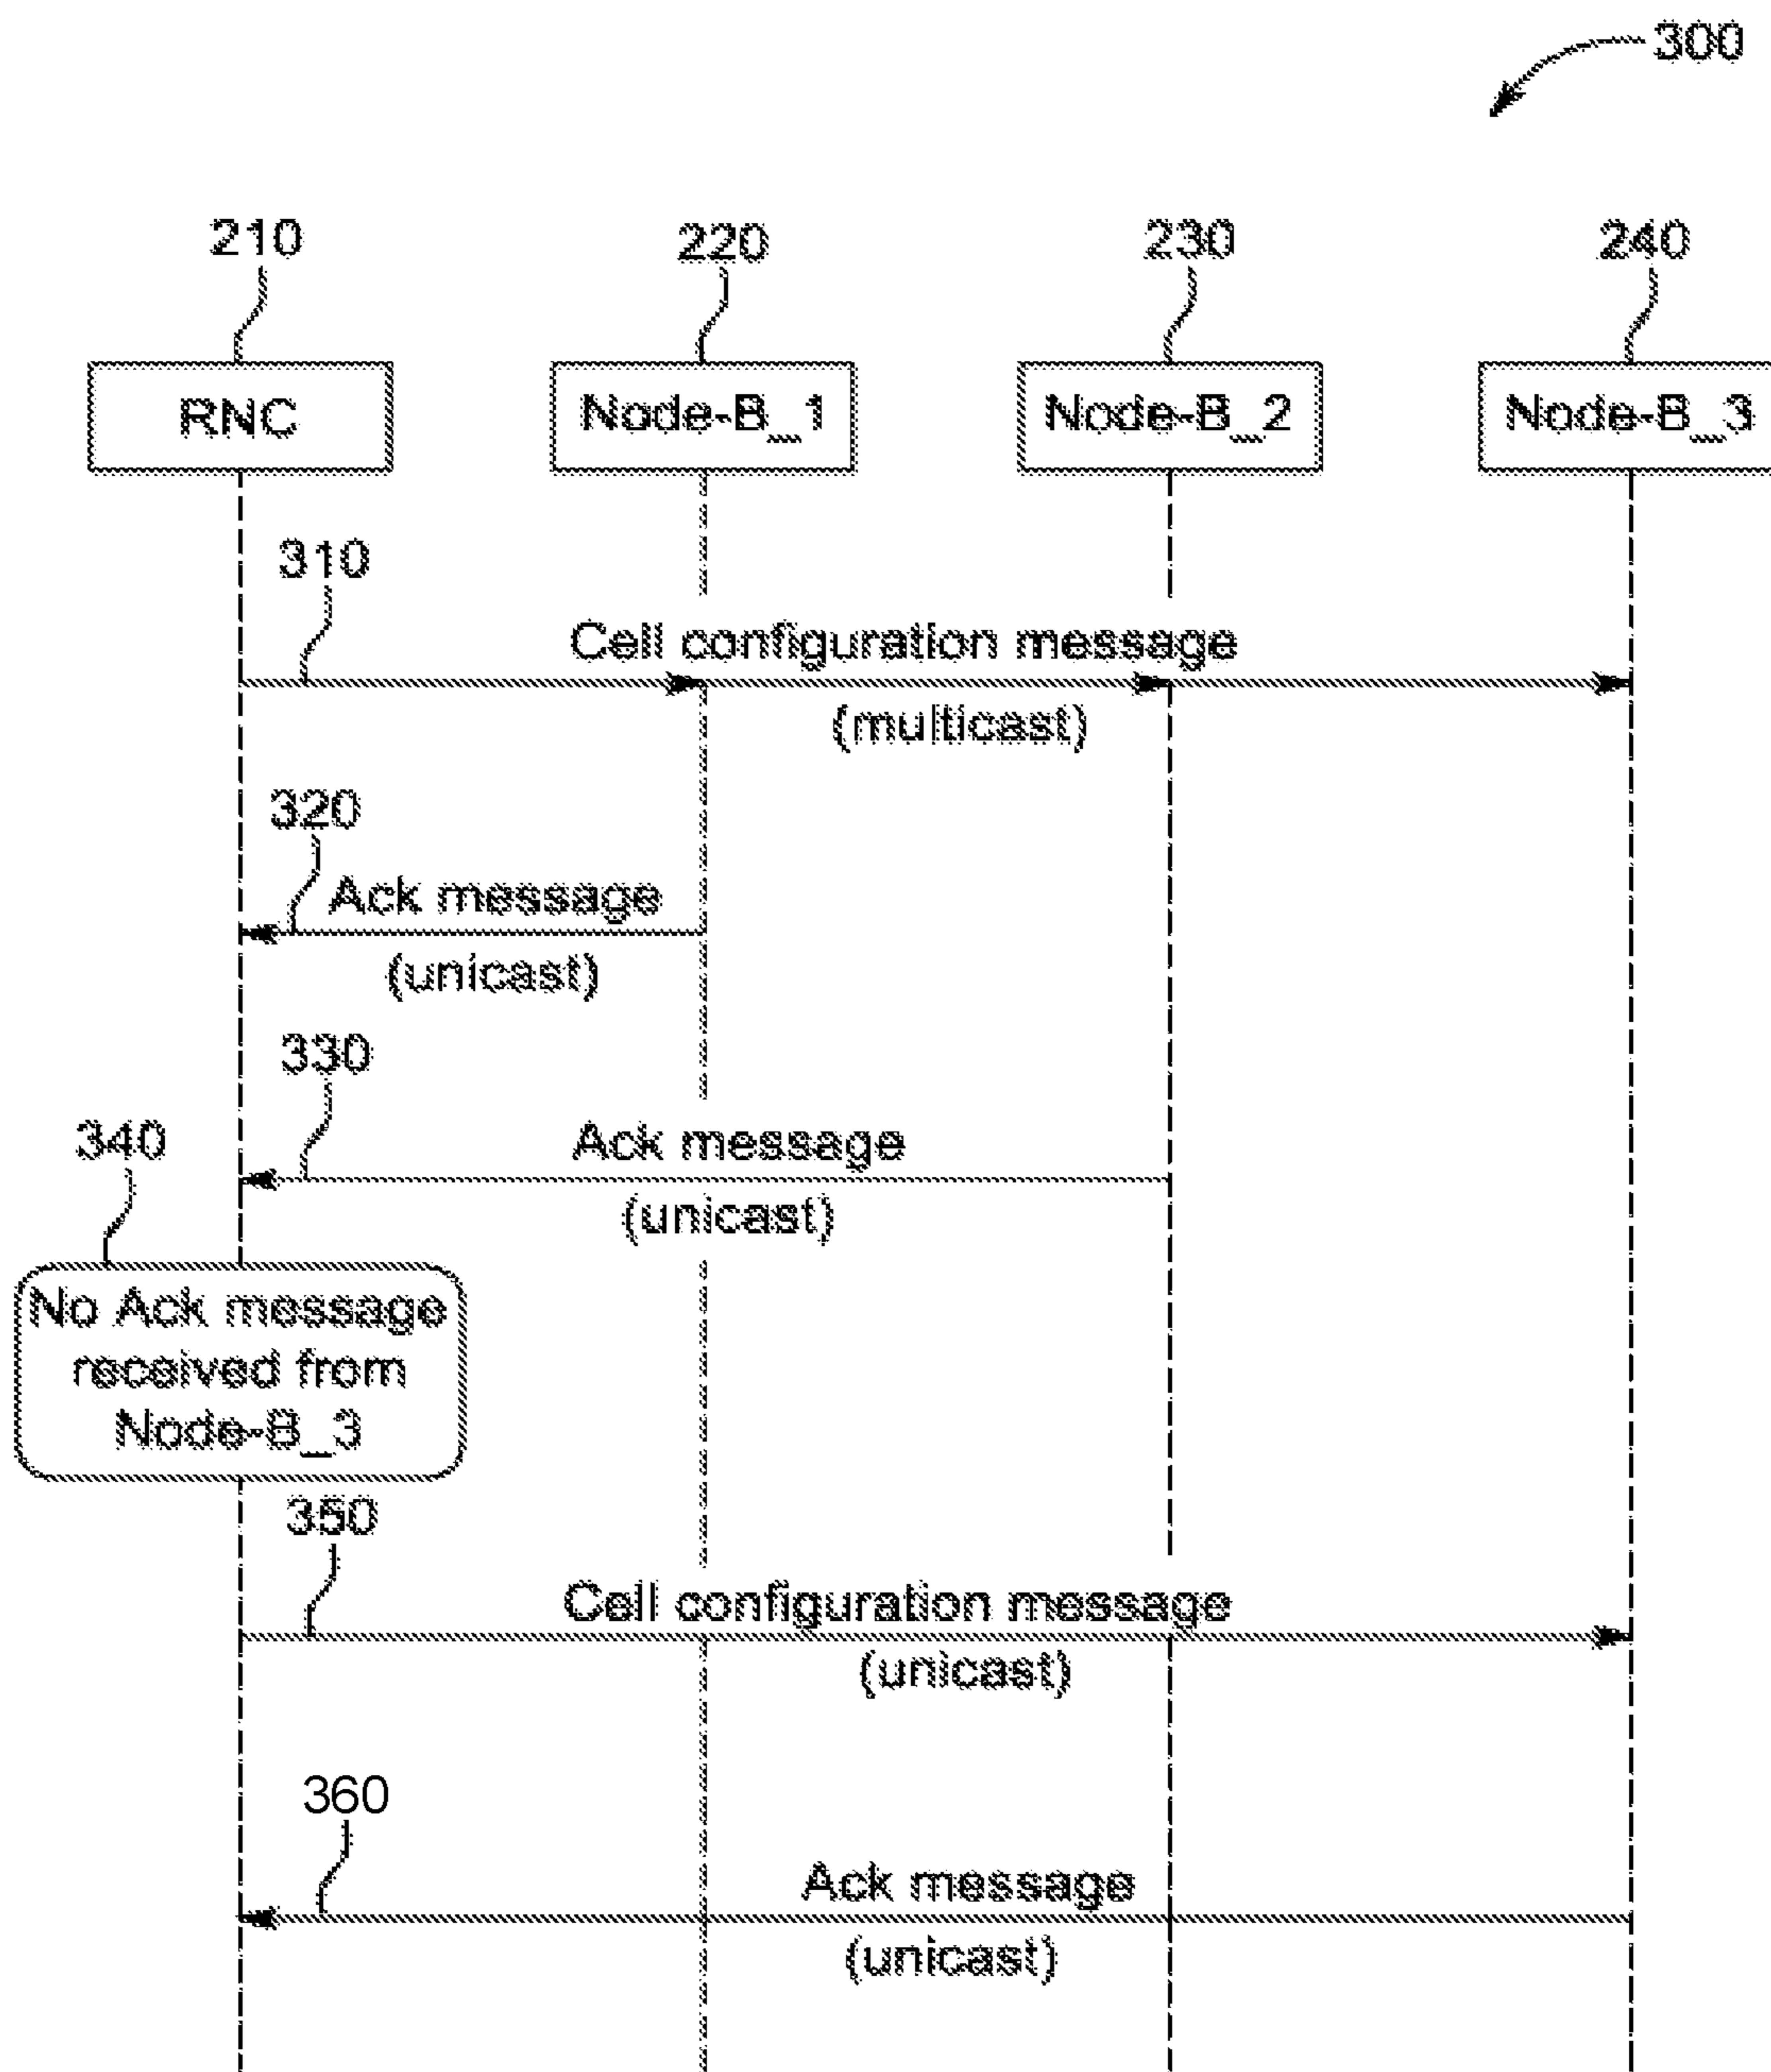 300
210
220
230
240
RNC
Node-B_1
Node-B_2
Node-B_3
310
Cell configuration message
(multicast)
320
Ack message
(unicast)
330
Ack message
(unicast)
340
No Ack message
received from
Node-B_3
350
Cell configuration message
(unicast)
360
Ack message
(unicast)